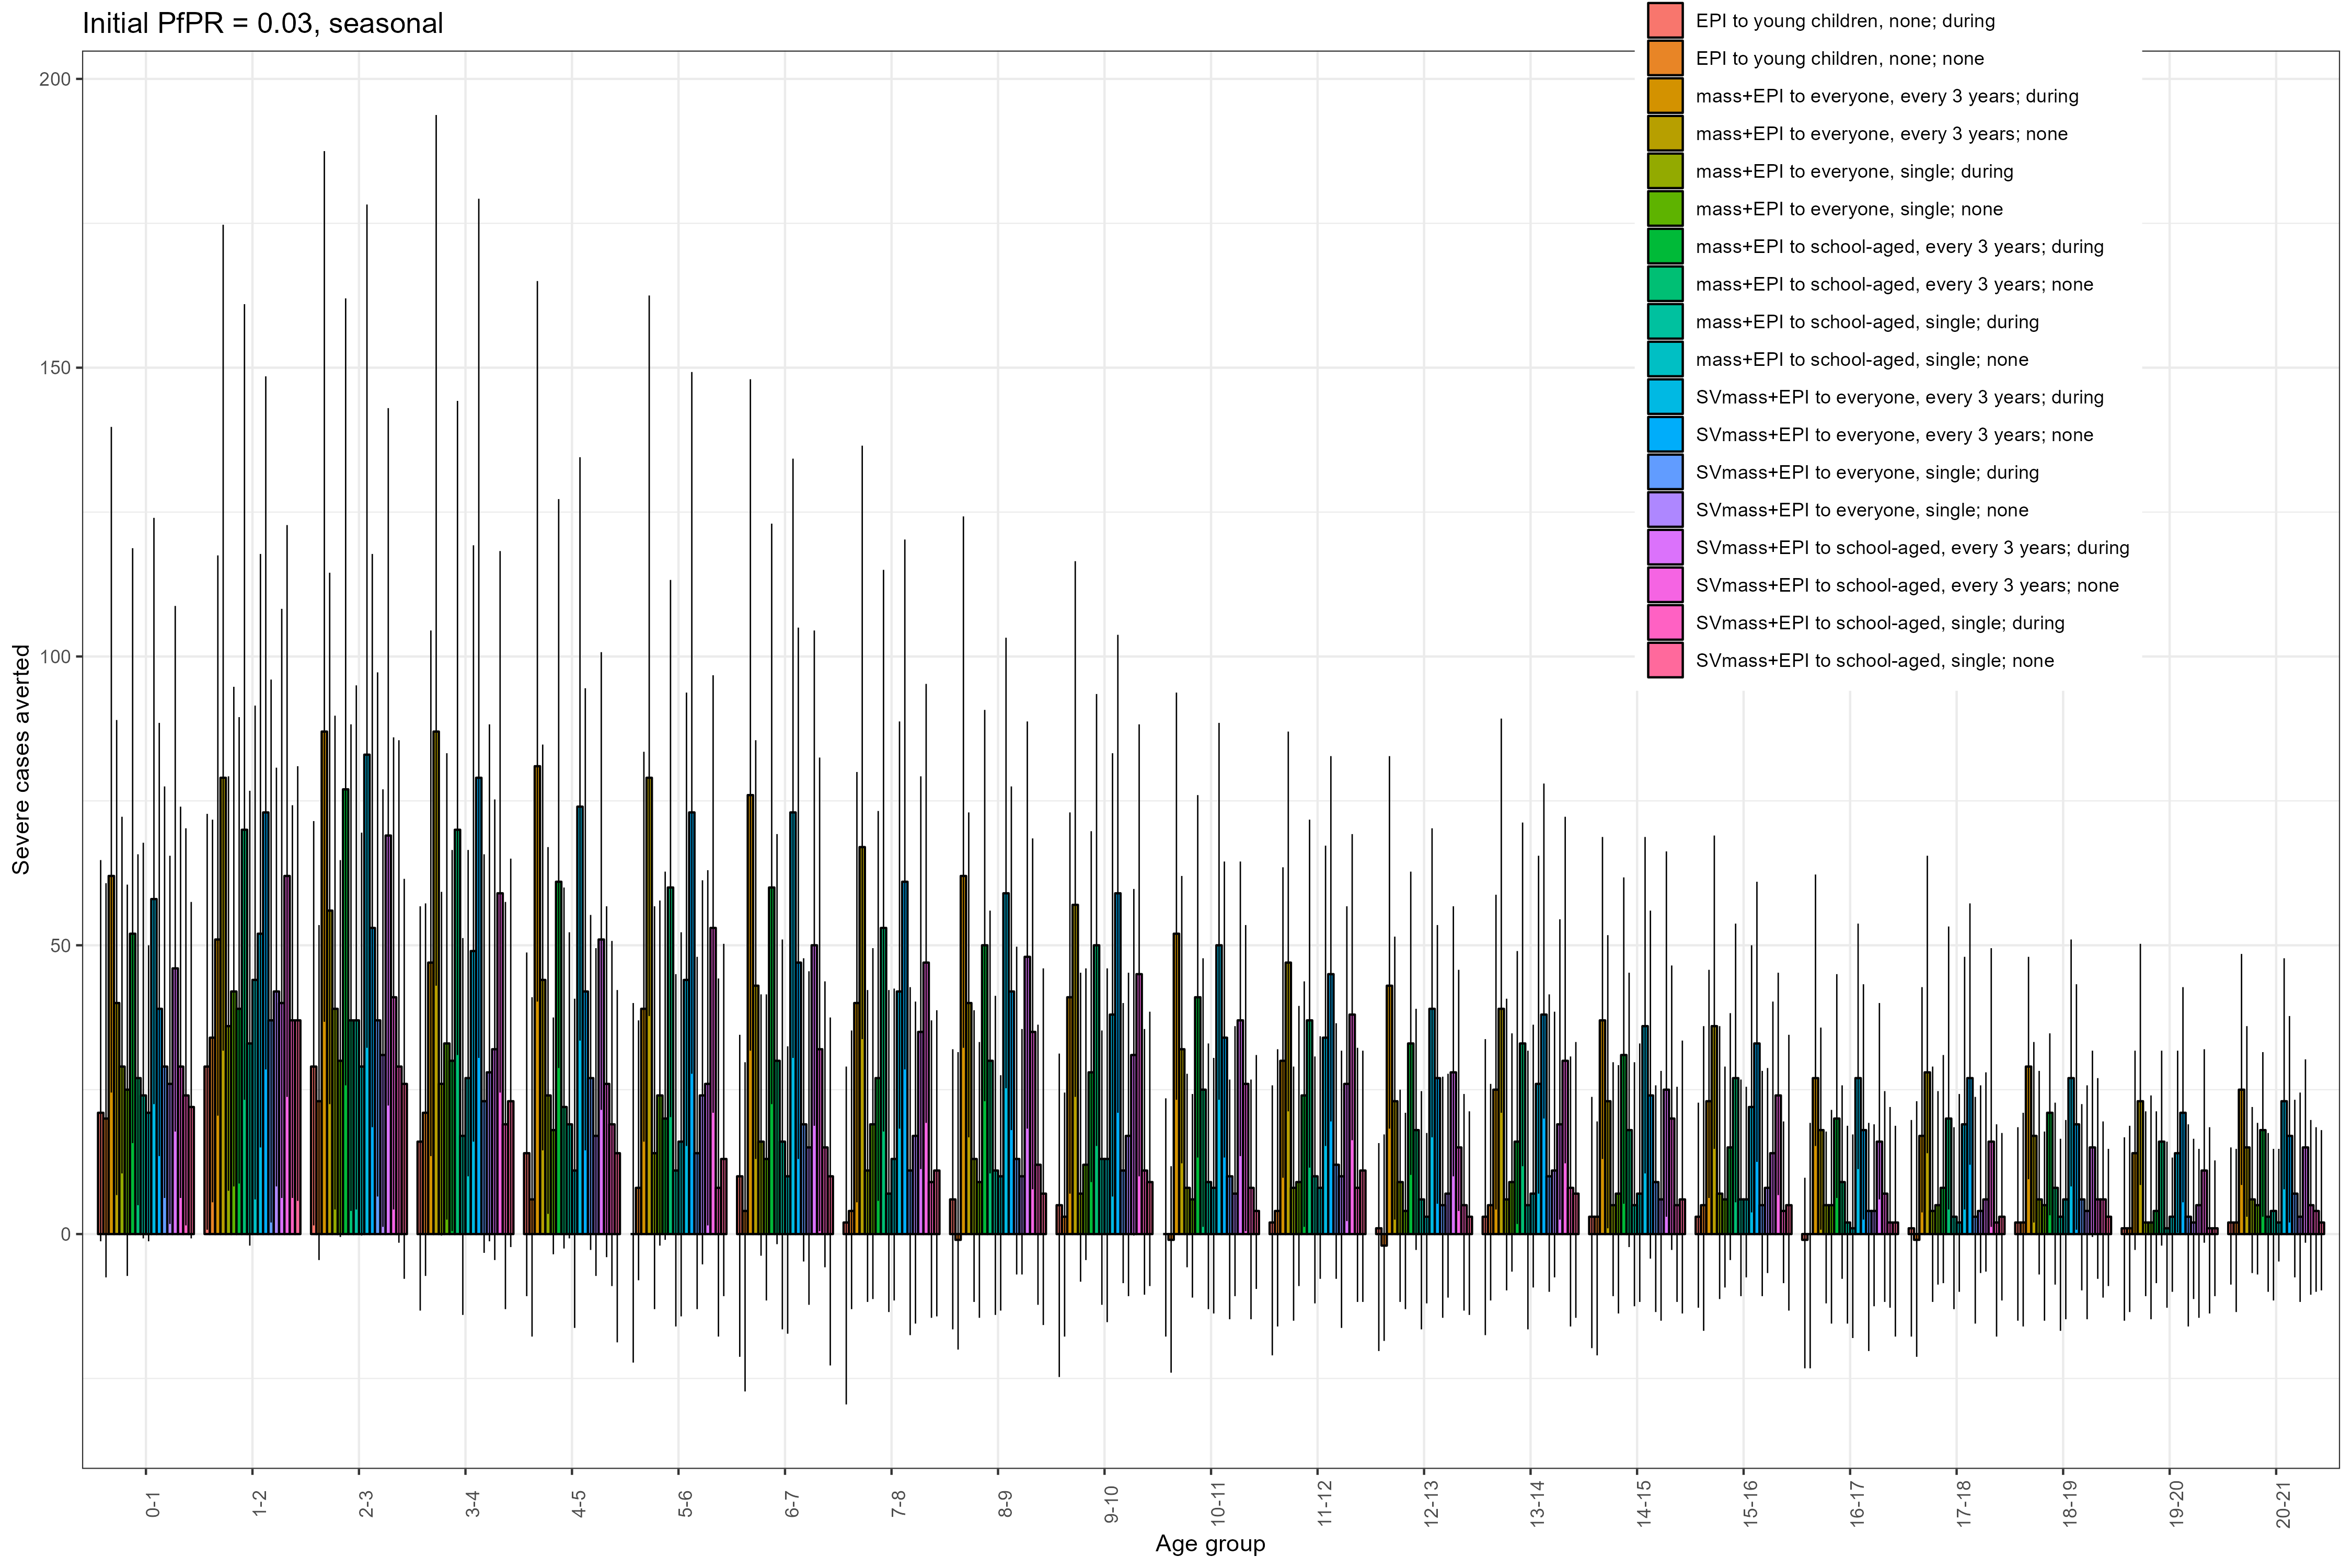 Initial PfPR = 0.03, seasonal
EPI to young children, none; during
EPI to young children, none; none
mass+EPI to everyone, every 3 years; during
mass+EPI to everyone, every 3 years; none
mass+EPI to everyone, single; during
mass+EPI to everyone, single; none
mass+EPI to school-aged, every 3 years; during
mass+EPI to school-aged, every 3 years; none
mass+EPI to school-aged, single; during
mass+EPI to school-aged, single; none
SVmass+EPI to everyone, every 3 years; during
SVmass+EPI to everyone, every 3 years; none
SVmass+EPI to everyone, single; during
SVmass+EPI to everyone, single; none
SVmass+EPI to school-aged, every 3 years; during
SVmass+EPI to school-aged, every 3 years; none
SVmass+EPI to school-aged, single; during
SVmass+EPI to school-aged, single; none
Severe cases averted
200
150
100
50
0
0-1
1-2
2-3
3-4
4-5
5-6
6-7
7-8
8-9
9-10
10-11
11-12
12-13
13-14
14-15
15-16
16-17
17-18
18-19
19-20
20-21
Age group